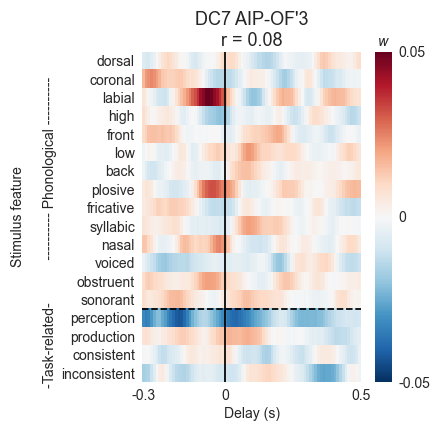 DC7 AIP-OF'3
r = 0.08
w
Stimulus feature
---------- Phonological ----------
-Task-related-
dorsal
coronal
labial
high
front
low
back
plosive
fricative
syllabic
nasal
voiced
obstruent
sonorant
perception
production
consistent
inconsistent
0.05
0
-0.05
-0.3 0 0.5
Delay (s)